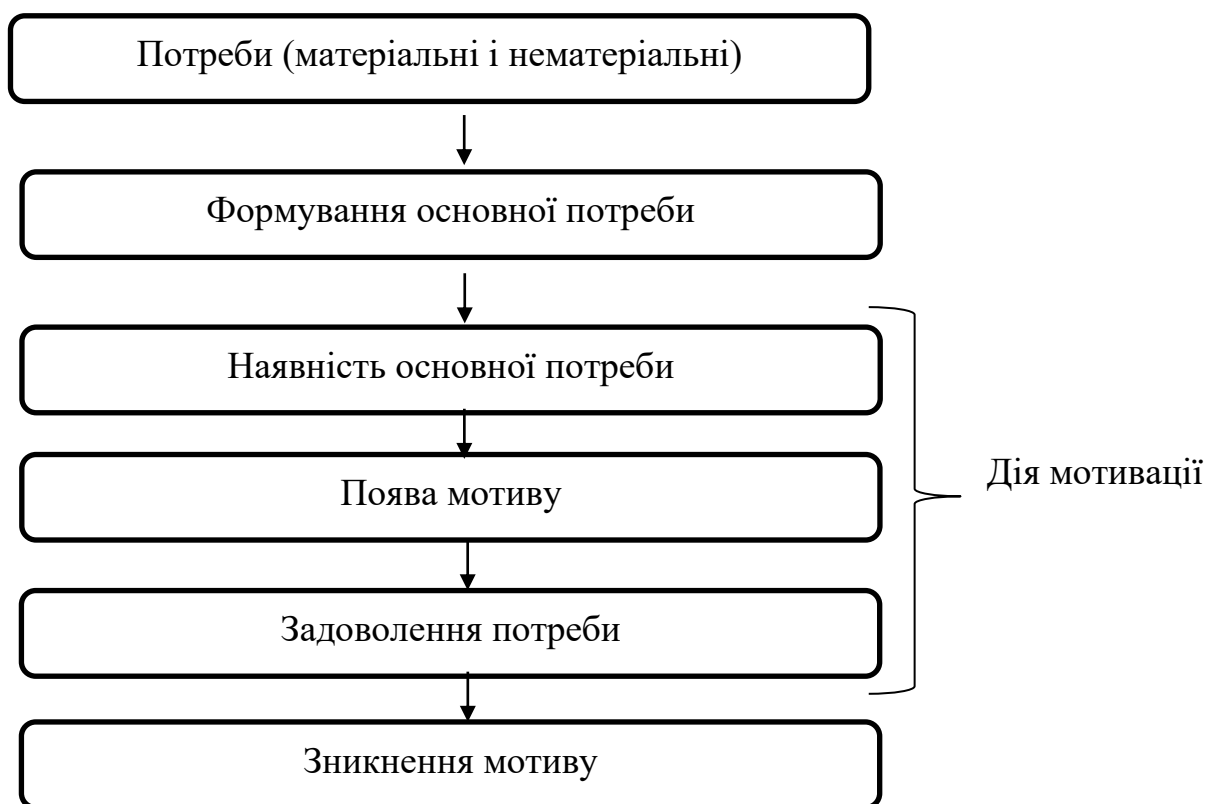 Потреби (матеріальні і нематеріальні)
Формування основної потреби
Наявність основної потреби
Поява мотиву
Дія мотивації
Задоволення потреби
Зникнення мотиву